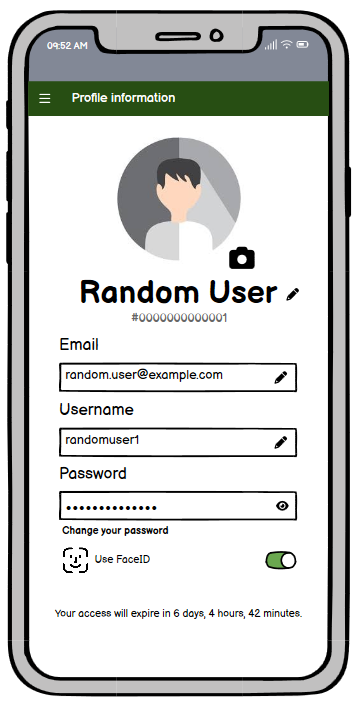 09:52 AM
Profile information
Random User
#0000000000001
Email
random.user@example.com
Username
randomuser1
Password
••••••••••••••
Change your password
Use FaceID
Your access will expire in 6 days, 4 hours, 42 minutes.